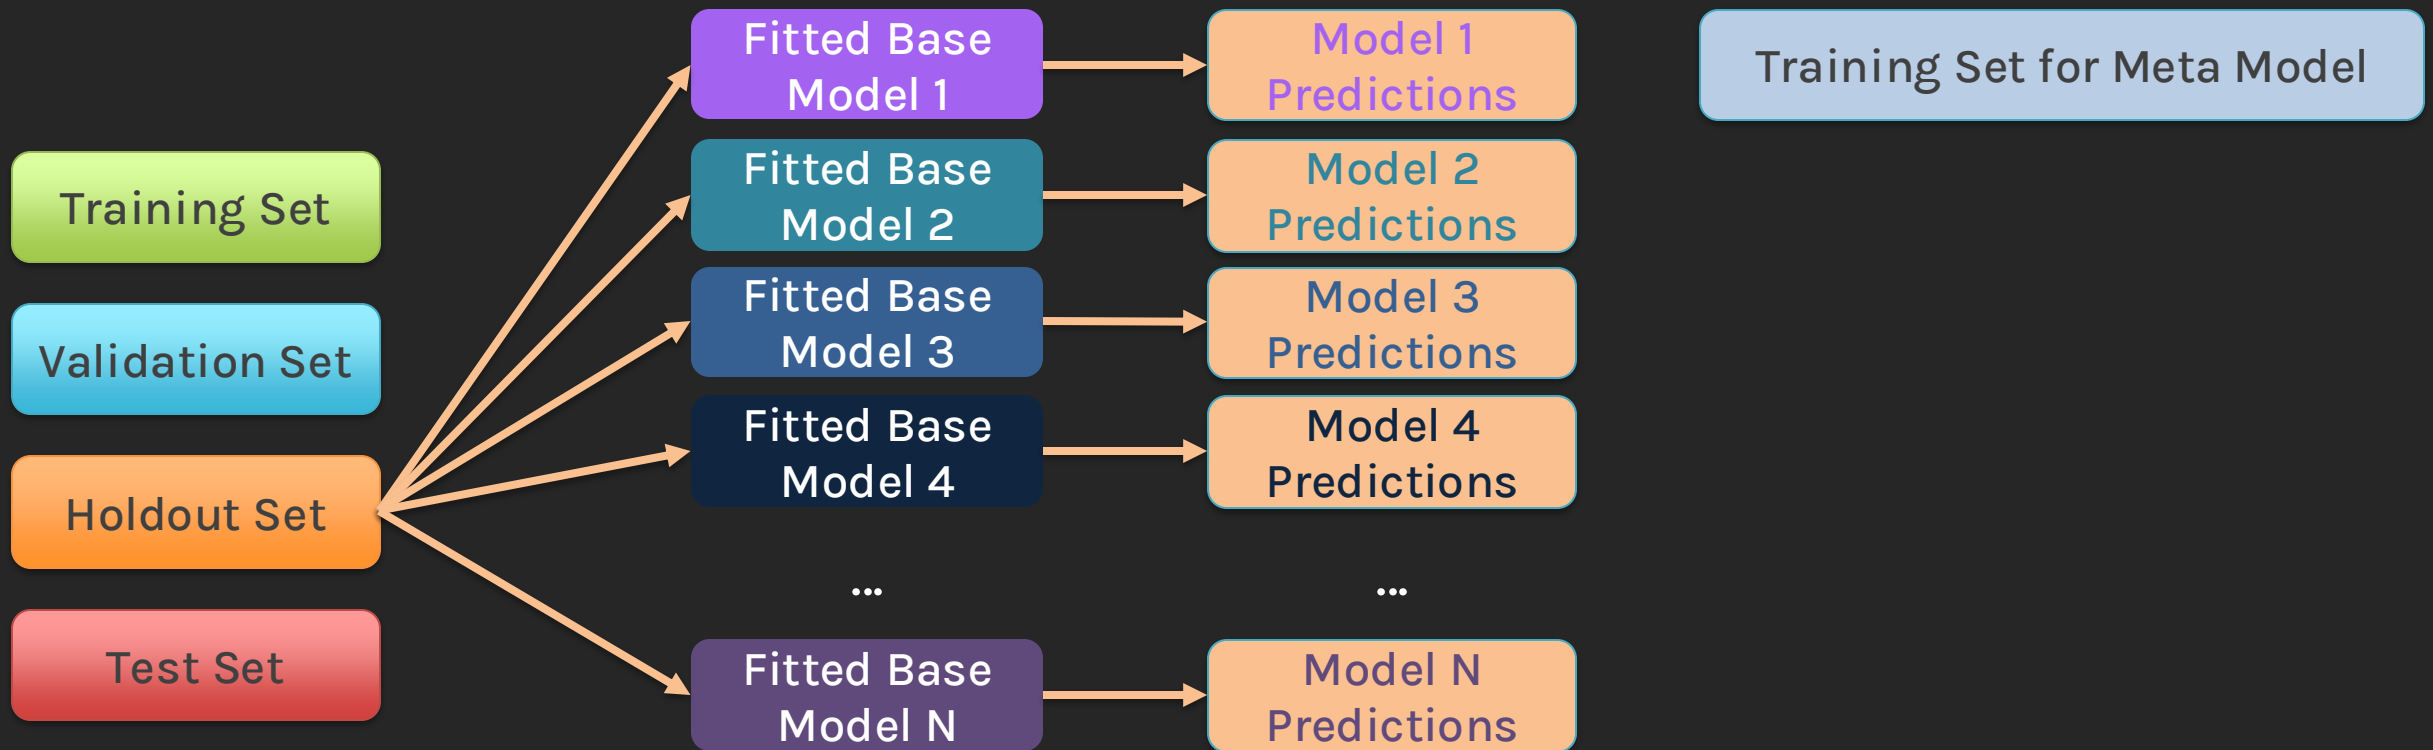 Training Set
Validation Set
Holdout Set
Test Set
Fitted Base
Model 1
Fitted Base
Model 2
Fitted Base
Model 3
Fitted Base
Model 4
...
Fitted Base
Model N
Model 1
Predictions
Model 2
Predictions
Model 3
Predictions
Model 4
Predictions
...
Model N
Predictions
Training Set for Meta Model